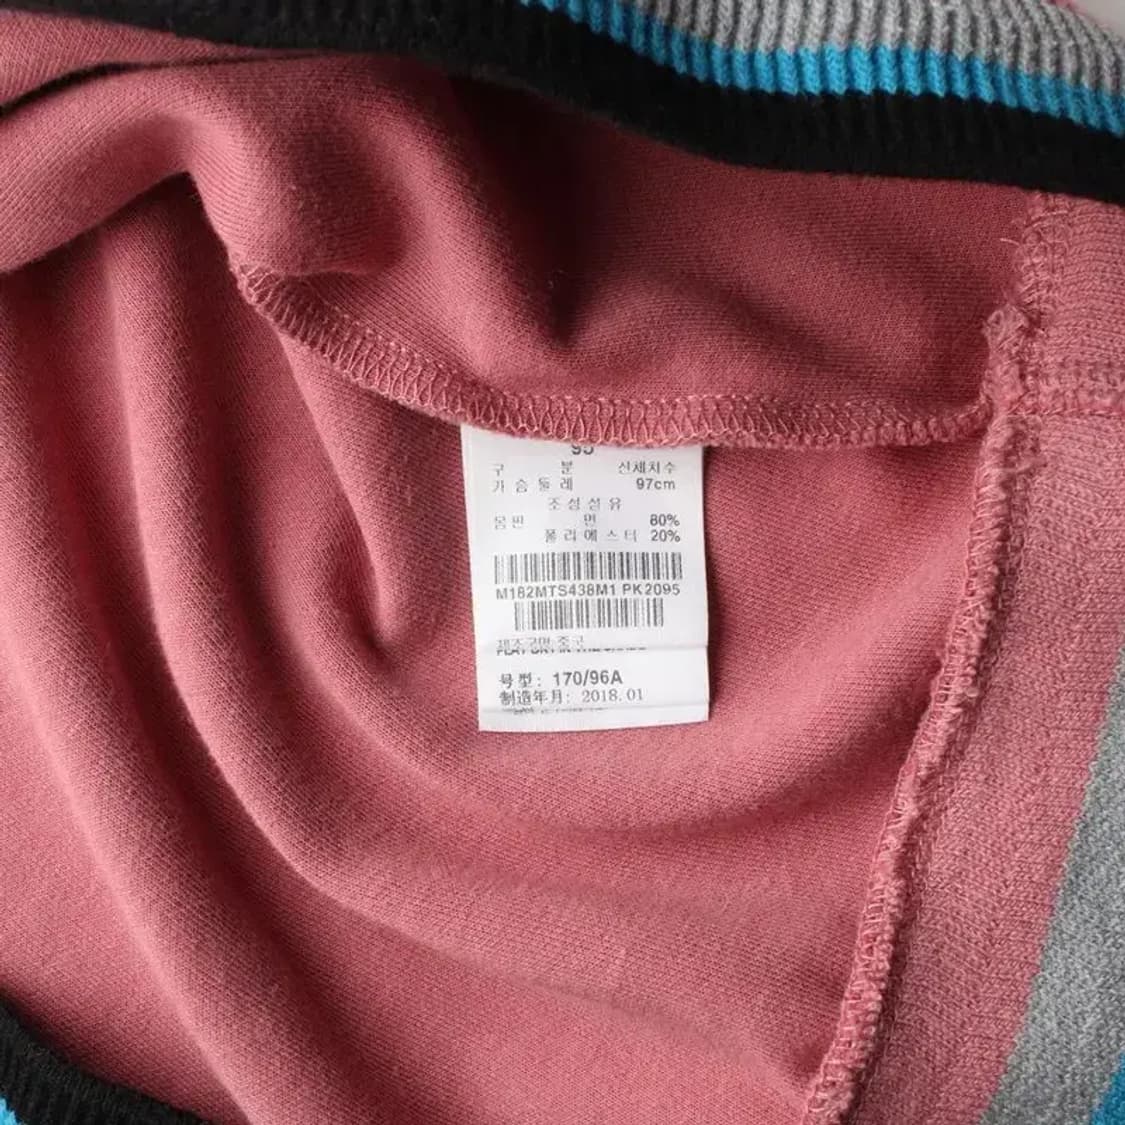 95
구 분 신체치수
가슴둘레 97cm
조성섬유
몸판 면 80%
폴리에스터 20%
M182MTS438M1 PK2095
제조국명:중국
号型: 170/96A
制造年月: 2018.01